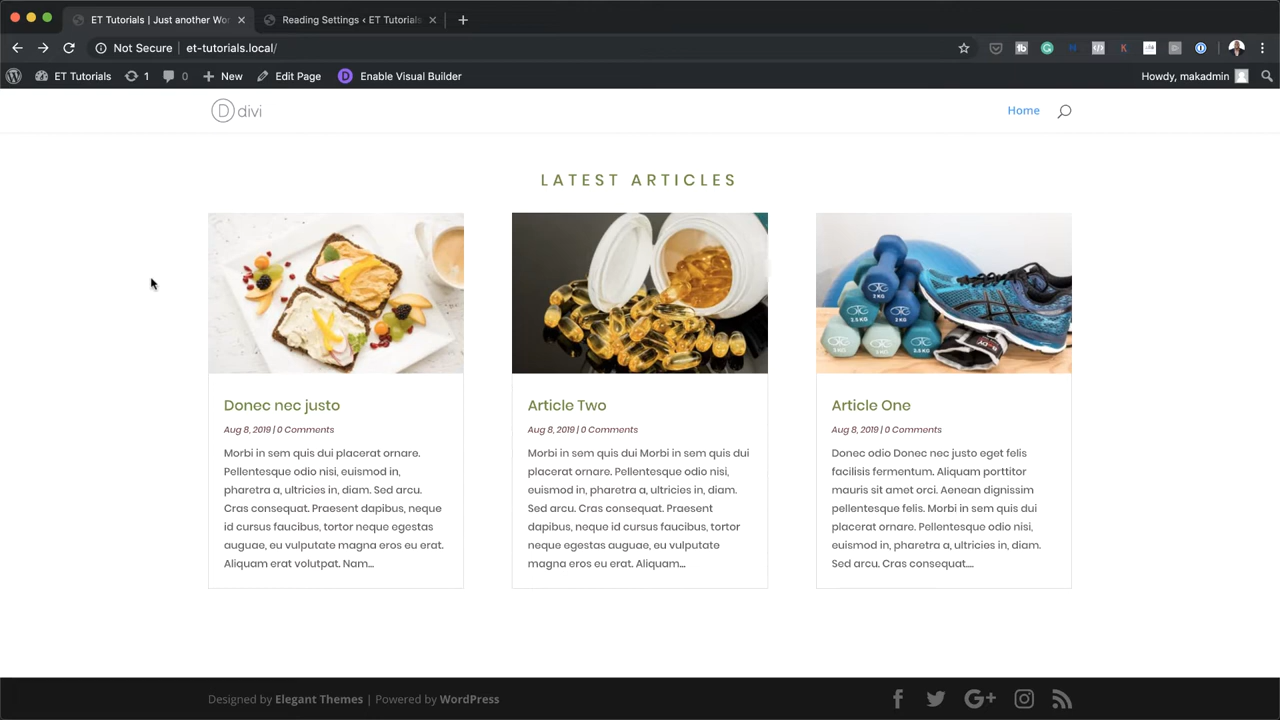 ET Tutorials | Just another Wor
Reading Settings ‹ ET Tutorials
Not Secure | et-tutorials.local/
ET Tutorials 1 0 New Edit Page D Enable Visual Builder Howdy, makadmin
D divi Home
LATEST ARTICLES
Donec nec justo
Aug 8, 2019 | 0 Comments
Morbi in sem quis dui placerat ornare.
Pellentesque odio nisi, euismod in,
pharetra a, ultricies in, diam. Sed arcu.
Cras consequat. Praesent dapibus, neque
id cursus faucibus, tortor neque egestas
auguae, eu vulputate magna eros eu erat.
Aliquam erat volutpat. Nam...
Article Two
Aug 8, 2019 | 0 Comments
Morbi in sem quis dui Morbi in sem quis dui
placerat ornare. Pellentesque odio nisi,
euismod in, pharetra a, ultricies in, diam.
Sed arcu. Cras consequat. Praesent
dapibus, neque id cursus faucibus, tortor
neque egestas auguae, eu vulputate
magna eros eu erat. Aliquam...
Article One
Aug 8, 2019 | 0 Comments
Donec odio Donec nec justo eget felis
facilisis fermentum. Aliquam porttitor
mauris sit amet orci. Aenean dignissim
pellentesque felis. Morbi in sem quis dui
placerat ornare. Pellentesque odio nisi,
euismod in, pharetra a, ultricies in, diam.
Sed arcu. Cras consequat....
Designed by Elegant Themes | Powered by WordPress